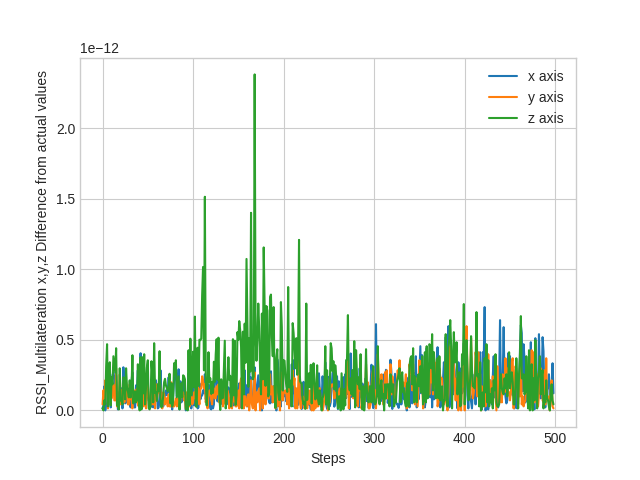 1e−12
x axis
y axis
z axis
2.0
1.5
1.0
0.5
0.0
RSSI_Multilateration x,y,z Difference from actual values
0 100 200 300 400 500
Steps